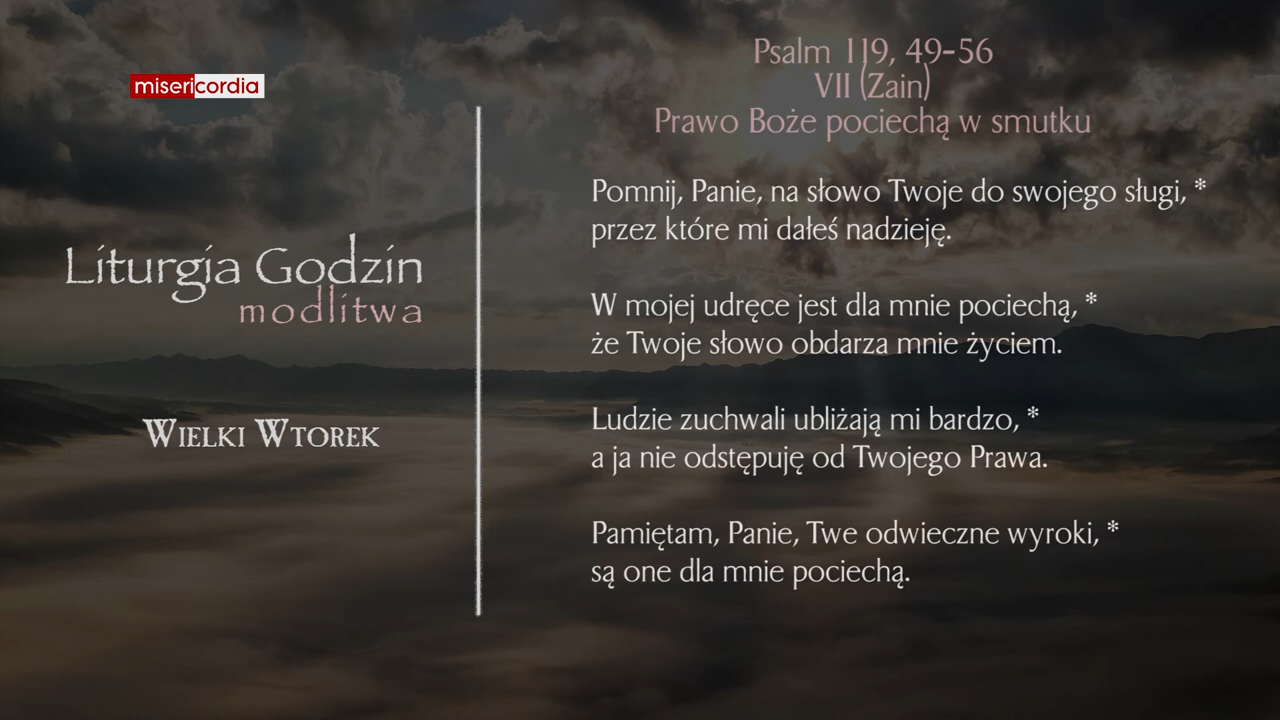 misericordia
Liturgia Godzin
modlitwa
Wielki Wtorek
Psalm 119, 49-56
VII (Zain)
Prawo Boże pociechą w smutku
Pomnij, Panie, na słowo Twoje do swojego sługi, *
przez które mi dałeś nadzieję.
W mojej udręce jest dla mnie pociechą, *
że Twoje słowo obdarza mnie życiem.
Ludzie zuchwali ubliżają mi bardzo, *
a ja nie odstępuję od Twojego Prawa.
Pamiętam, Panie, Twe odwieczne wyroki, *
są one dla mnie pociechą.